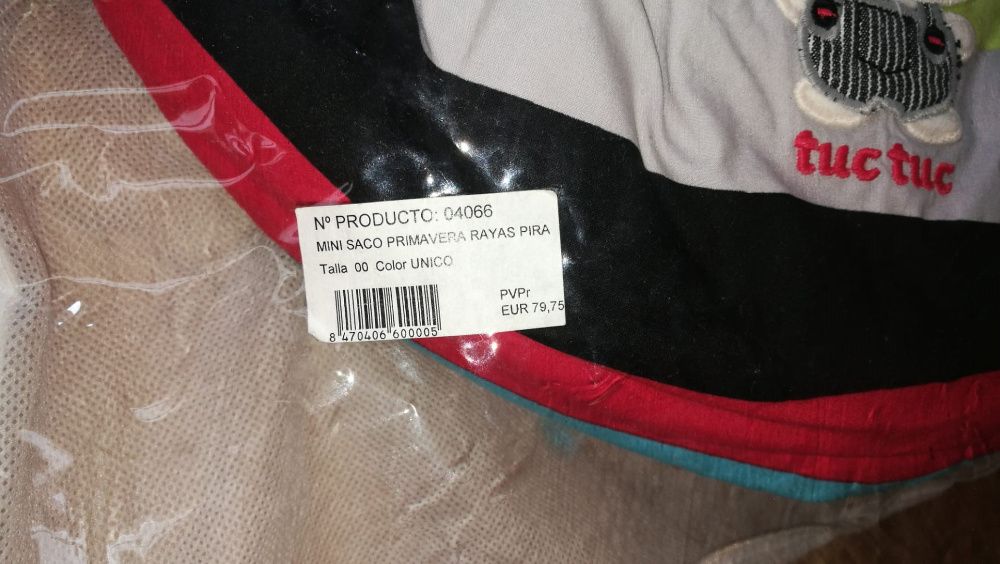 tuc tuc
Nº PRODUCTO: 04066
MINI SACO PRIMAVERA RAYAS PIRA
Talla 00 Color UNICO
PVPr
EUR 79,75
8 470406 600005